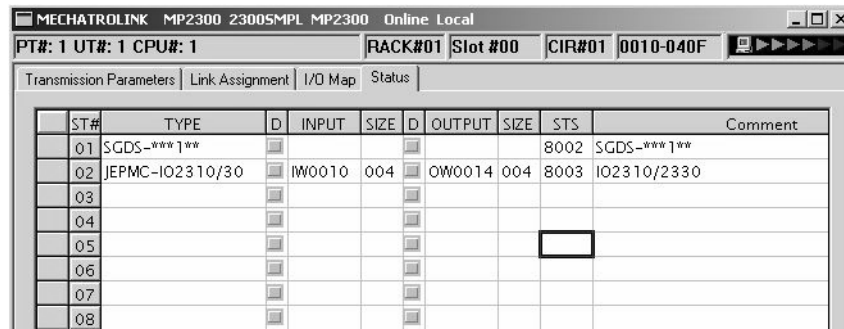 MECHATROLINK MP2300 2300SMPL MP2300 Online Local
PT#: 1 UT#: 1 CPU#: 1 RACK#01 Slot #00 CIR#01 0010-040F
Transmission Parameters Link Assignment I/O Map Status
ST# TYPE D INPUT SIZE D OUTPUT SIZE STS Comment
01 SGDS-***1** 8002 SGDS-***1**
02 JEPMC-IO2310/30 IW0010 004 OW0014 004 8003 IO2310/2330
03
04
05
06
07
08